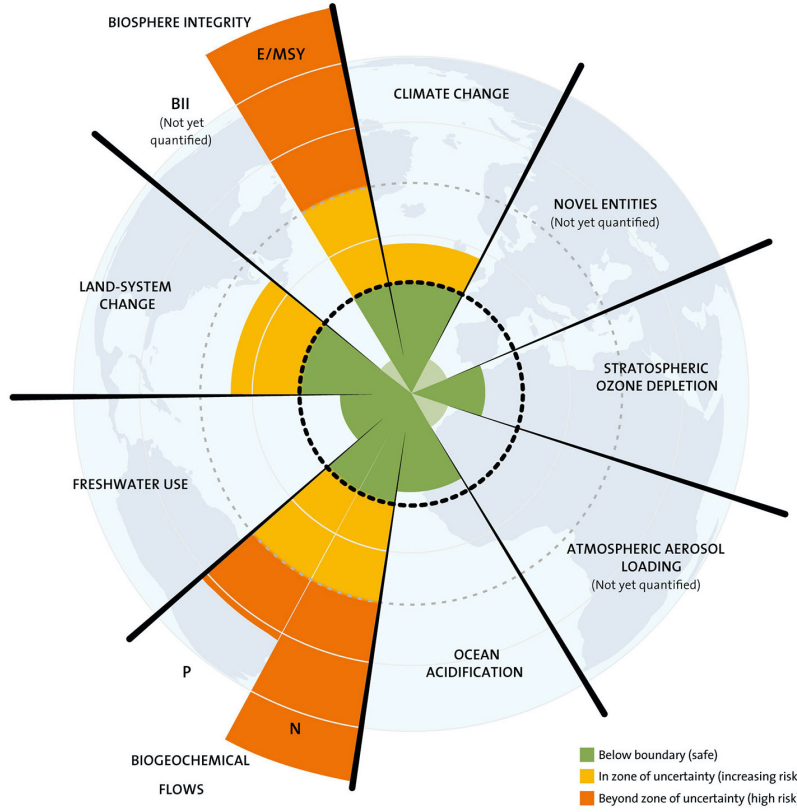 BIOSPHERE INTEGRITY
E/MSY
BII
(Not yet
quantified)
CLIMATE CHANGE
NOVEL ENTITIES
(Not yet quantified)
LAND-SYSTEM
CHANGE
STRATOSPHERIC
OZONE DEPLETION
FRESHWATER USE
ATMOSPHERIC AEROSOL
LOADING
(Not yet quantified)
OCEAN
ACIDIFICATION
P
N
BIOGEOCHEMICAL
FLOWS
Below boundary (safe)
In zone of uncertainty (increasing risk
Beyond zone of uncertainty (high risk